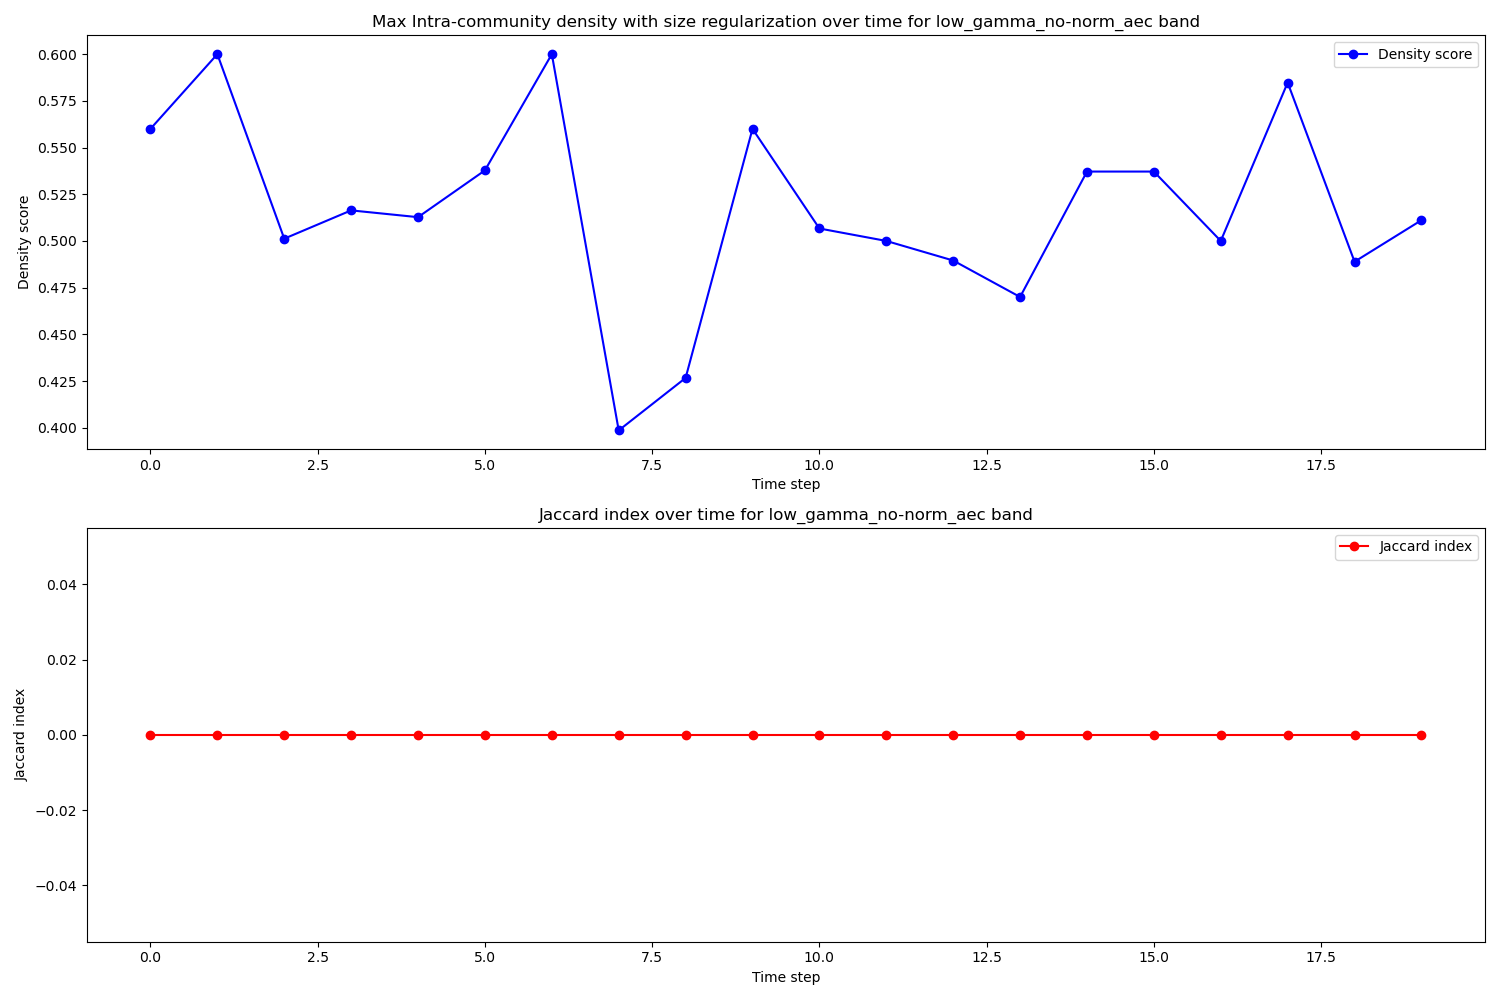 Max Intra-community density with size regularization over time for low_gamma_no-norm_aec band
Density score
0.600
0.575
0.550
0.525
0.500
0.475
0.450
0.425
0.400
Density score
0.0 2.5 5.0 7.5 10.0 12.5 15.0 17.5
Time step
Jaccard index over time for low_gamma_no-norm_aec band
Jaccard index
0.04
0.02
0.00
−0.02
−0.04
Jaccard index
0.0 2.5 5.0 7.5 10.0 12.5 15.0 17.5
Time step